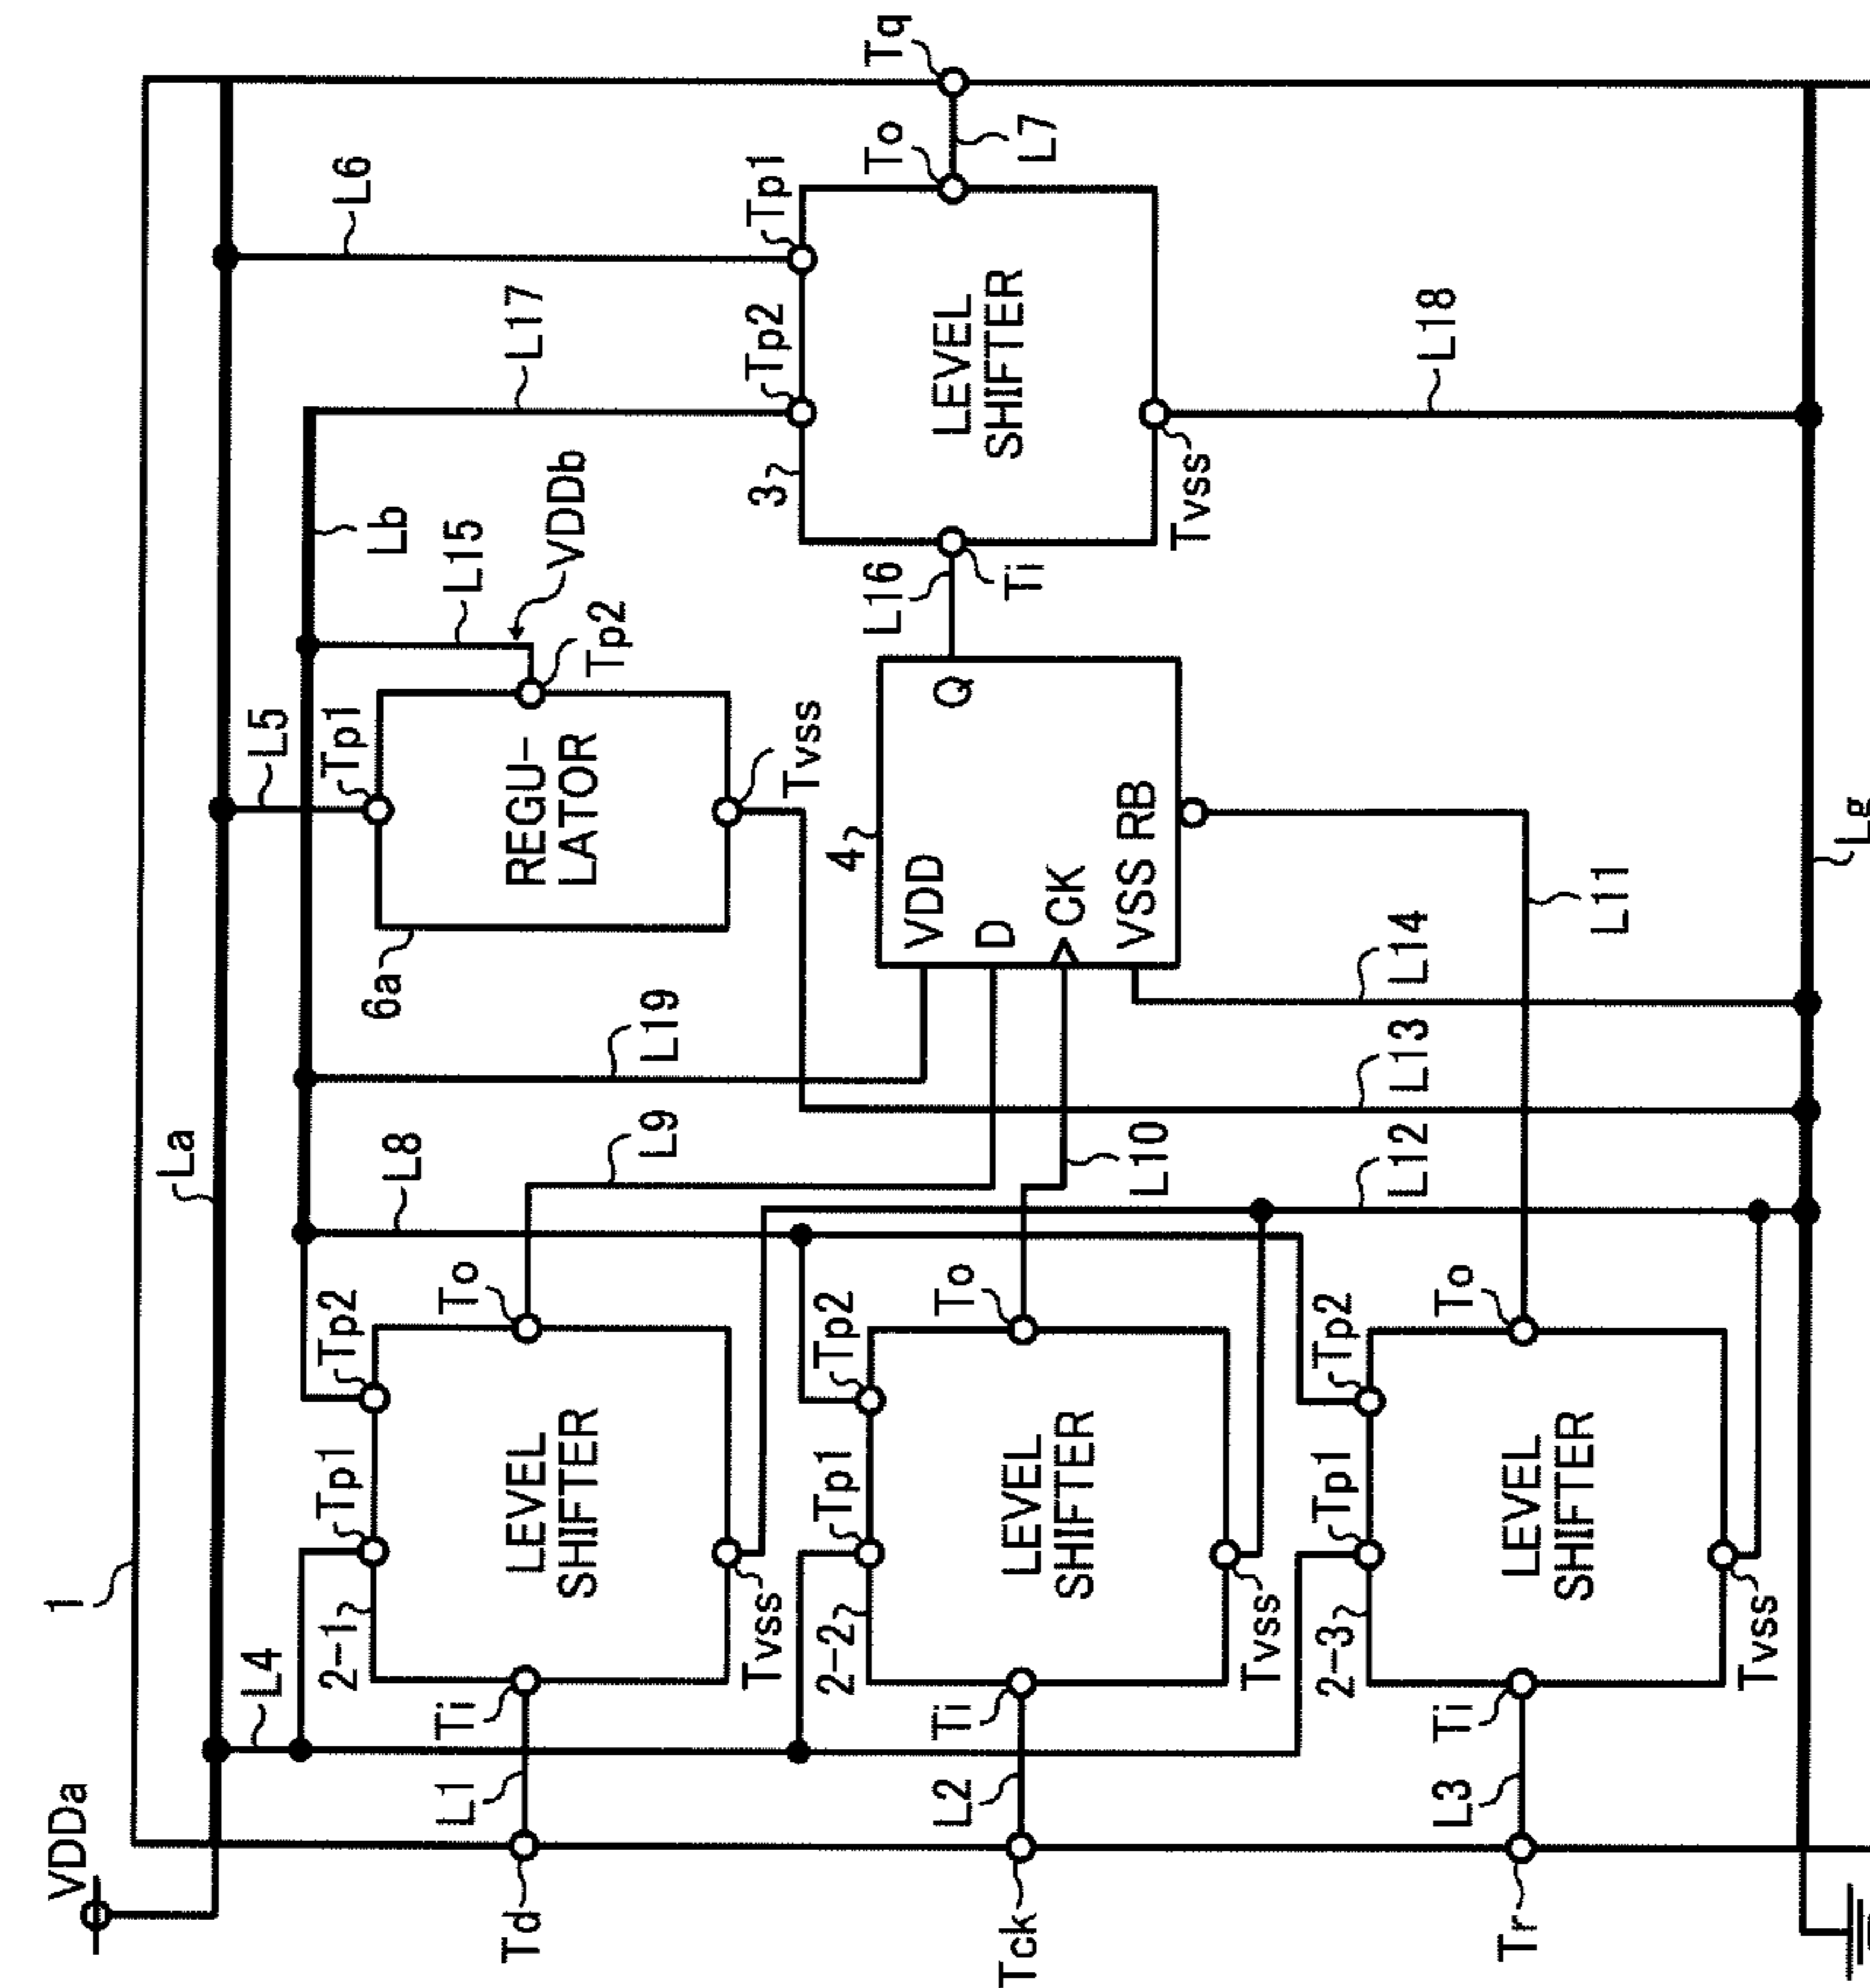 VDDa
1
La
L4
L8
Lb
L5
L6
L15
L17
VDDb
2-1
Tp1
Tp2
Ti
To
LEVEL
SHIFTER
Tvss
L1
Td
L9
L19
6a
Tp1
REGU-
LATOR
Tp2
Tvss
3
Tp2
Tp1
LEVEL
SHIFTER
Ti
To
Tvss
L16
L7
Tq
2-2
Tp1
Tp2
Ti
To
LEVEL
SHIFTER
Tvss
L2
Tck
L10
4
VDD
D
CK
VSS RB
Q
2-3
Tp1
Tp2
Ti
To
LEVEL
SHIFTER
Tvss
L3
Tr
L12
L13
L14
L11
L18
Lg